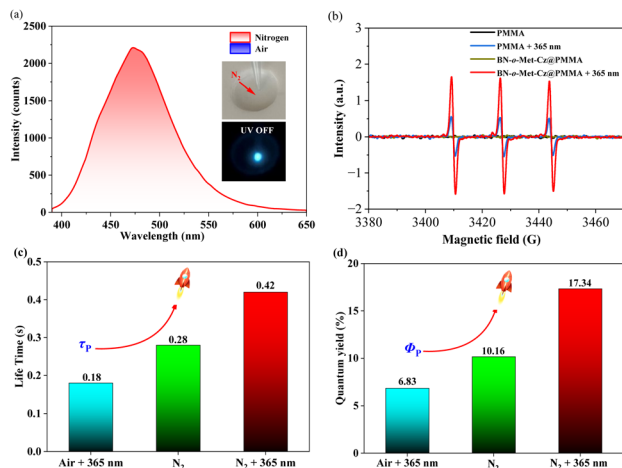 (a)
2500
2000
1500
1000
500
0
Intensity (counts)
400
450
500
550
600
650
Wavelength (nm)
Nitrogen
Air
N2
UV OFF
(b)
3
2
1
0
−1
−2
Intensity (a.u.)
3380
3400
3420
3440
3460
Magnetic field (G)
PMMA
PMMA + 365 nm
BN-o-Met-Cz@PMMA
BN-o-Met-Cz@PMMA + 365 nm
(c)
0.6
0.5
0.4
0.3
0.2
0.1
0.0
Life Time (s)
τP
0.18
0.28
0.42
Air + 365 nm
N2
N2 + 365 nm
(d)
20
15
10
5
0
Quantum yield (%)
ΦP
6.83
10.16
17.34
Air + 365 nm
N2
N2 + 365 nm